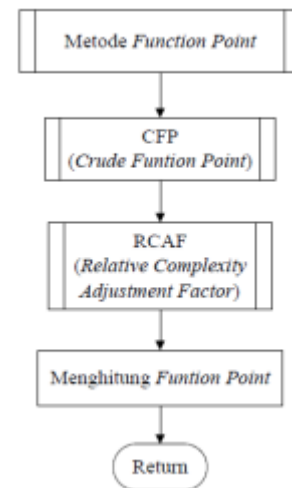 Metode Function Point
CFP
(Crude Funtion Point)
RCAF
(Relative Complexity
Adjustment Factor)
Menghitung Funtion Point
Return